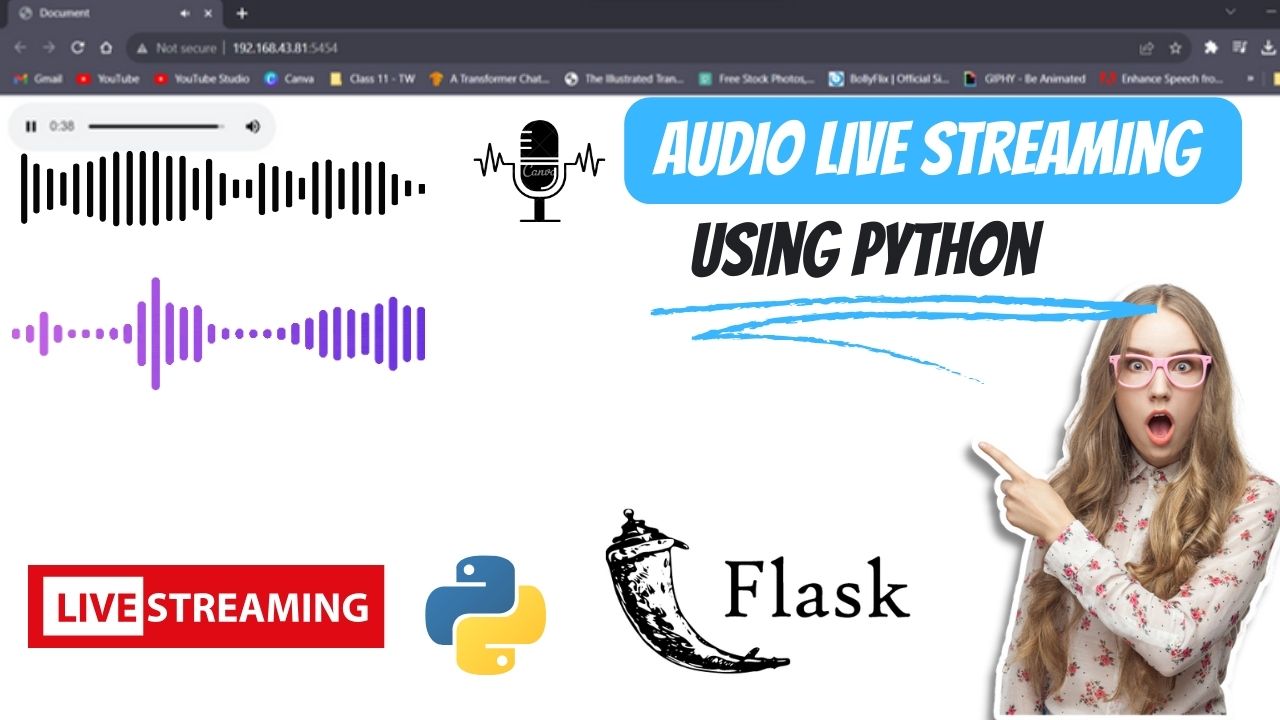 Document
Not secure | 192.168.43.81:5454
Gmail YouTube YouTube Studio Canva Class 11 - TW A Transformer Chat... The Illustrated Tran... Free Stock Photos,... BollyFlix | Official Si... GIPHY - Be Animated Enhance Speech fro... »
0:38
Canva
AUDIO LIVE STREAMING
USING PYTHON
LIVE STREAMING
Flask